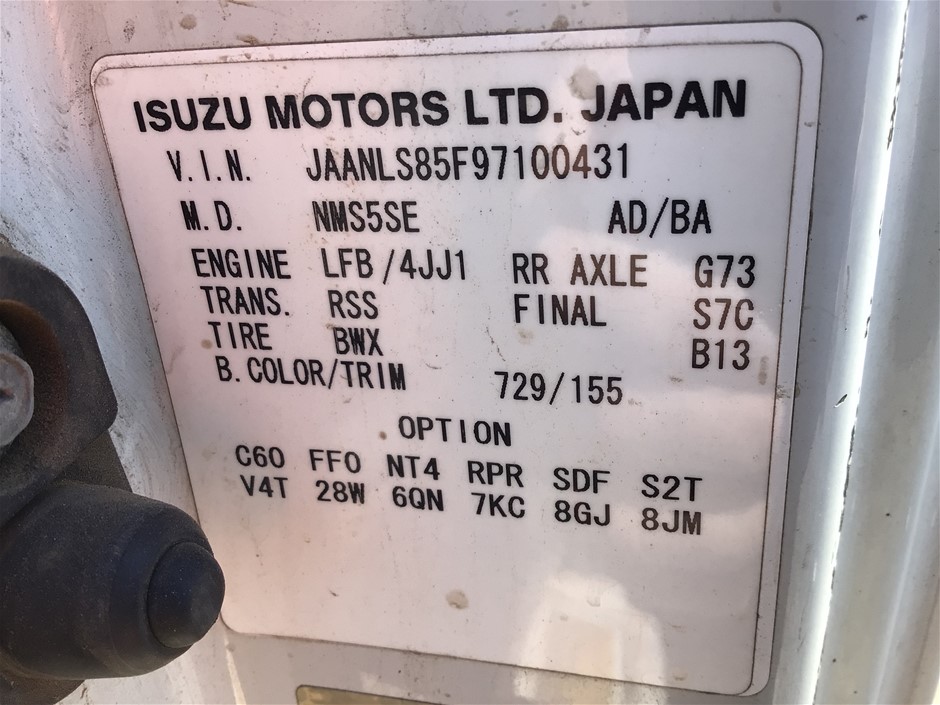 ISUZU MOTORS LTD. JAPAN
V.I.N. JAANLS85F97100431
M.D. NMS5SE AD/BA
ENGINE LFB/4JJ1 RR AXLE G73
TRANS. RSS FINAL S7C
TIRE BWX B13
B.COLOR/TRIM 729/155
OPTION
C60 FF0 NT4 RPR SDF S2T
V4T 28W 6QN 7KC 8GJ 8JM